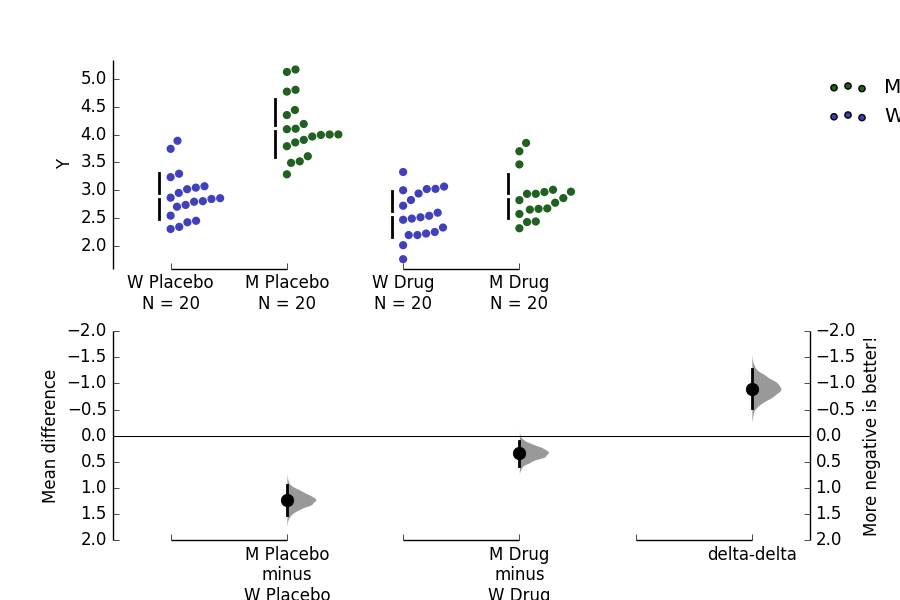 5.0
4.5
4.0
3.5
3.0
2.5
2.0
Y
M
W
W Placebo
N = 20
M Placebo
N = 20
W Drug
N = 20
M Drug
N = 20
−2.0
−1.5
−1.0
−0.5
0.0
0.5
1.0
1.5
2.0
Mean difference
−2.0
−1.5
−1.0
−0.5
0.0
0.5
1.0
1.5
2.0
More negative is better!
M Placebo
minus
W Placebo
M Drug
minus
W Drug
delta-delta